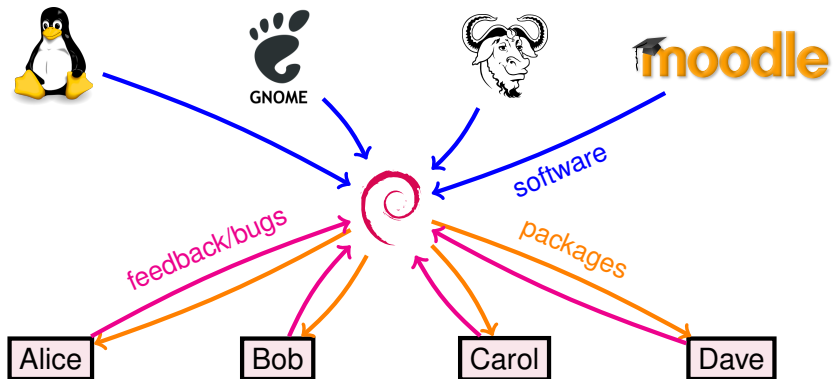 GNOME
moodle
software
feedback/bugs
packages
Alice
Bob
Carol
Dave